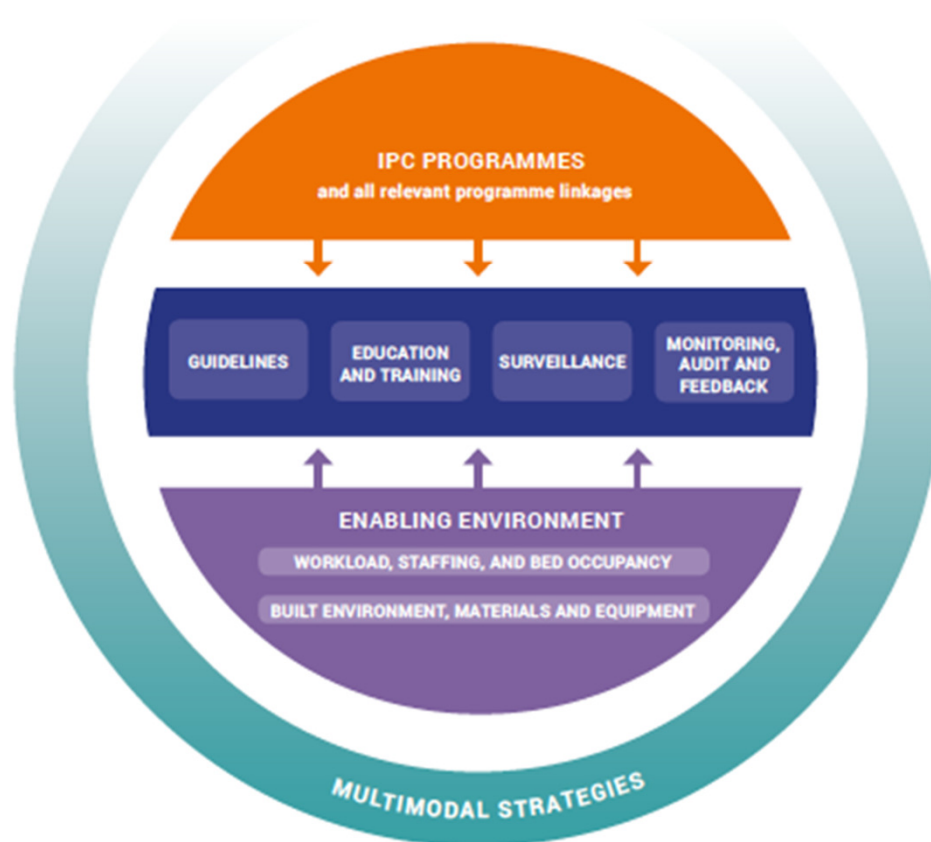 IPC PROGRAMMES
and all relevant programme linkages
GUIDELINES
EDUCATION
AND TRAINING
SURVEILLANCE
MONITORING,
AUDIT AND
FEEDBACK
ENABLING ENVIRONMENT
WORKLOAD, STAFFING, AND BED OCCUPANCY
BUILT ENVIRONMENT, MATERIALS AND EQUIPMENT
MULTIMODAL STRATEGIES